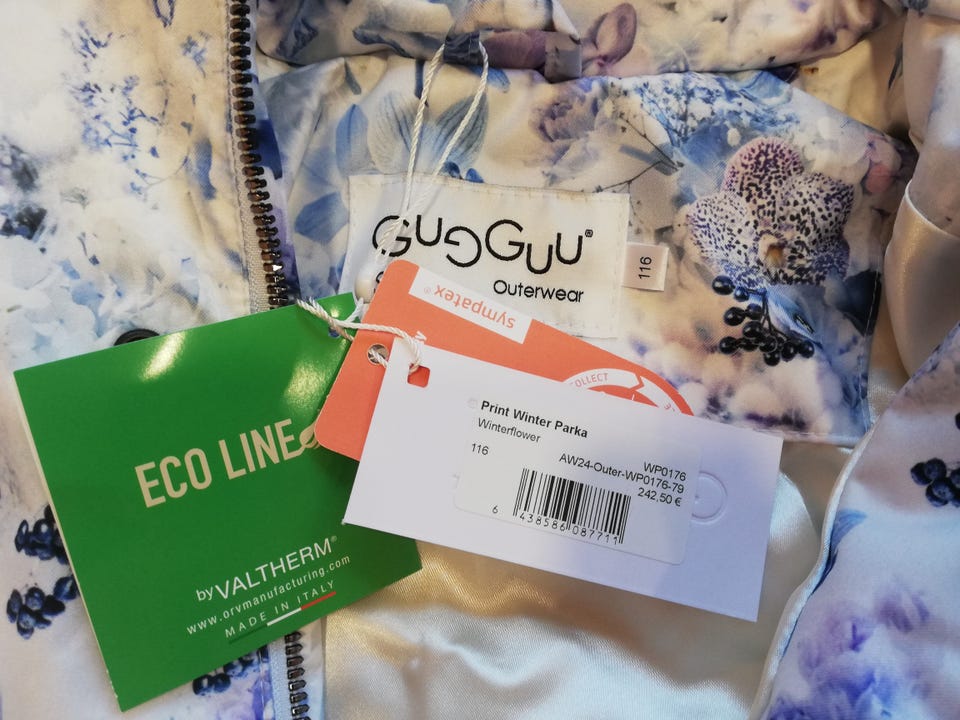 GUGGUU®
Outerwear
116
sympatex®
COLLECT
Print Winter Parka
Winterflower
116
WP0176
AW24-Outer-WP0176-79
242,50 €
6 438586 087711
ECO LINE
by VALTHERM®
www.orvmanufacturing.com
MADE IN ITALY